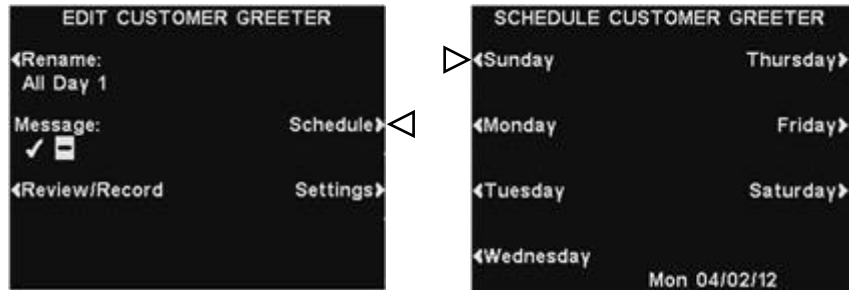 EDIT CUSTOMER GREETER
Rename:
All Day 1
Message: Schedule
Review/Record Settings
SCHEDULE CUSTOMER GREETER
Sunday Thursday
Monday Friday
Tuesday Saturday
Wednesday
Mon 04/02/12